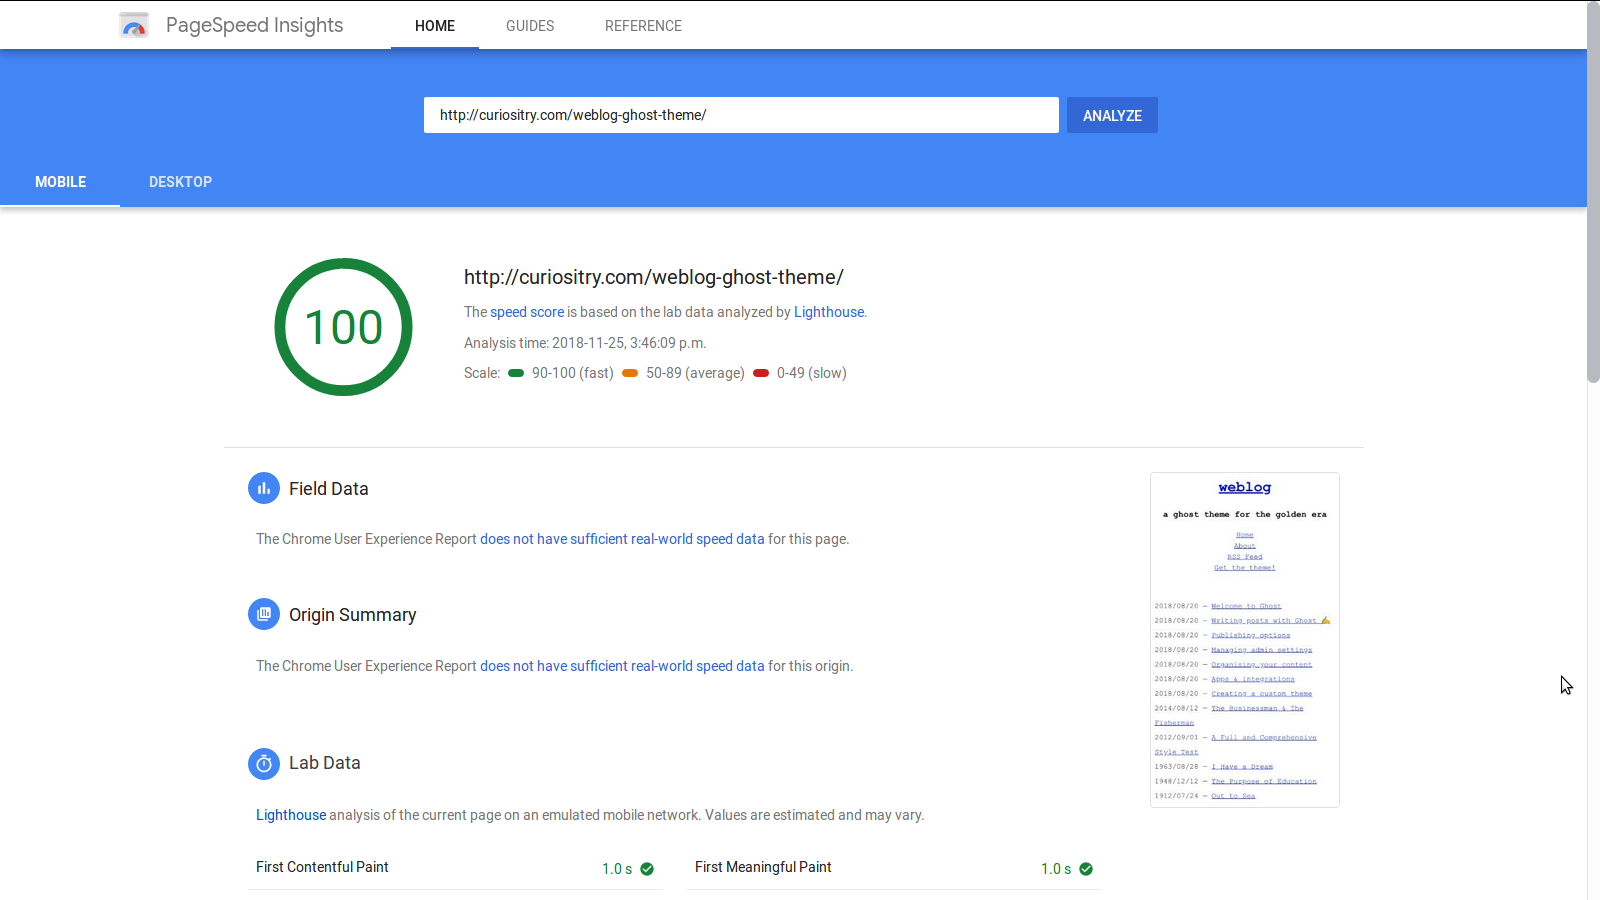 PageSpeed Insights
HOME
GUIDES
REFERENCE
http://curiositry.com/weblog-ghost-theme/
ANALYZE
MOBILE
DESKTOP
100
http://curiositry.com/weblog-ghost-theme/
The speed score is based on the lab data analyzed by Lighthouse.
Analysis time: 2018-11-25, 3:46:09 p.m.
Scale: 90-100 (fast) 50-89 (average) 0-49 (slow)
Field Data
The Chrome User Experience Report does not have sufficient real-world speed data for this page.
Origin Summary
The Chrome User Experience Report does not have sufficient real-world speed data for this origin.
Lab Data
Lighthouse analysis of the current page on an emulated mobile network. Values are estimated and may vary.
First Contentful Paint 1.0 s
First Meaningful Paint 1.0 s
weblog
a ghost theme for the golden era
Home
About
RSS Feed
Get the theme!
2018/08/20 — Welcome to Ghost
2018/08/20 — Writing posts with Ghost ✍️
2018/08/20 — Publishing options
2018/08/20 — Managing admin settings
2018/08/20 — Organising your content
2018/08/20 — Apps & integrations
2018/08/20 — Creating a custom theme
2014/08/12 — The Businessman & The
Fisherman
2012/09/01 — A Full and Comprehensive
Style Test
1963/08/28 — I Have a Dream
1948/12/12 — The Purpose of Education
1912/07/24 — Out to Sea